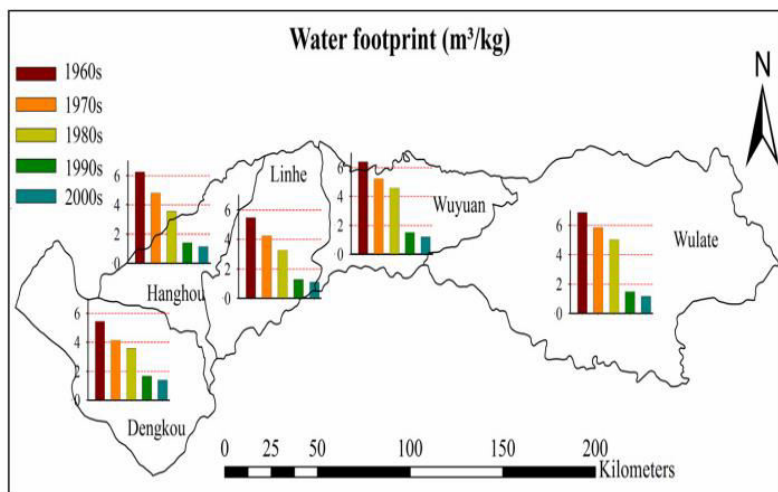 Water footprint (m³/kg)
N
1960s
1970s
1980s
1990s
2000s
6
4
2
0
Hanghou
6
4
2
0
Linhe
6
4
2
0
Wuyuan
6
4
2
0
Wulate
6
4
2
0
Dengkou
0 25 50 100 150 200
Kilometers